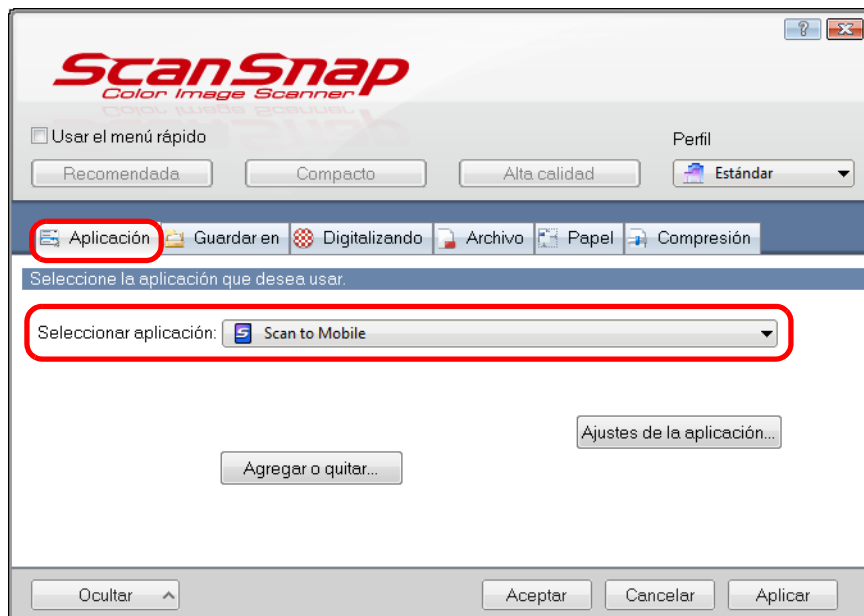 ScanSnap
Color Image Scanner
Usar el menú rápido
Perfil
Recomendada Compacto Alta calidad Estándar
Aplicación Guardar en Digitalizando Archivo Papel Compresión
Seleccione la aplicación que desea usar.
Seleccionar aplicación: Scan to Mobile
Ajustes de la aplicación...
Agregar o quitar...
Ocultar Aceptar Cancelar Aplicar